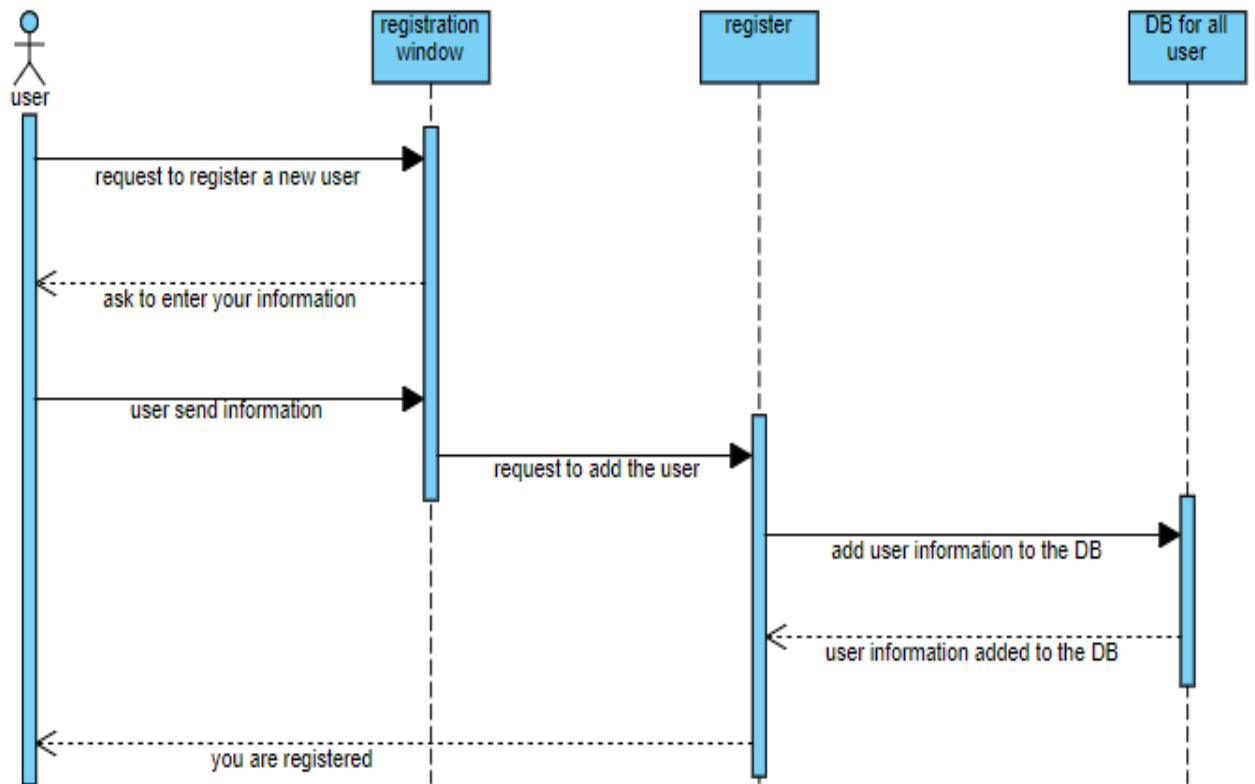 registration
window
register
DB for all
user
user
request to register a new user
ask to enter your information
user send information
request to add the user
add user information to the DB
user information added to the DB
you are registered